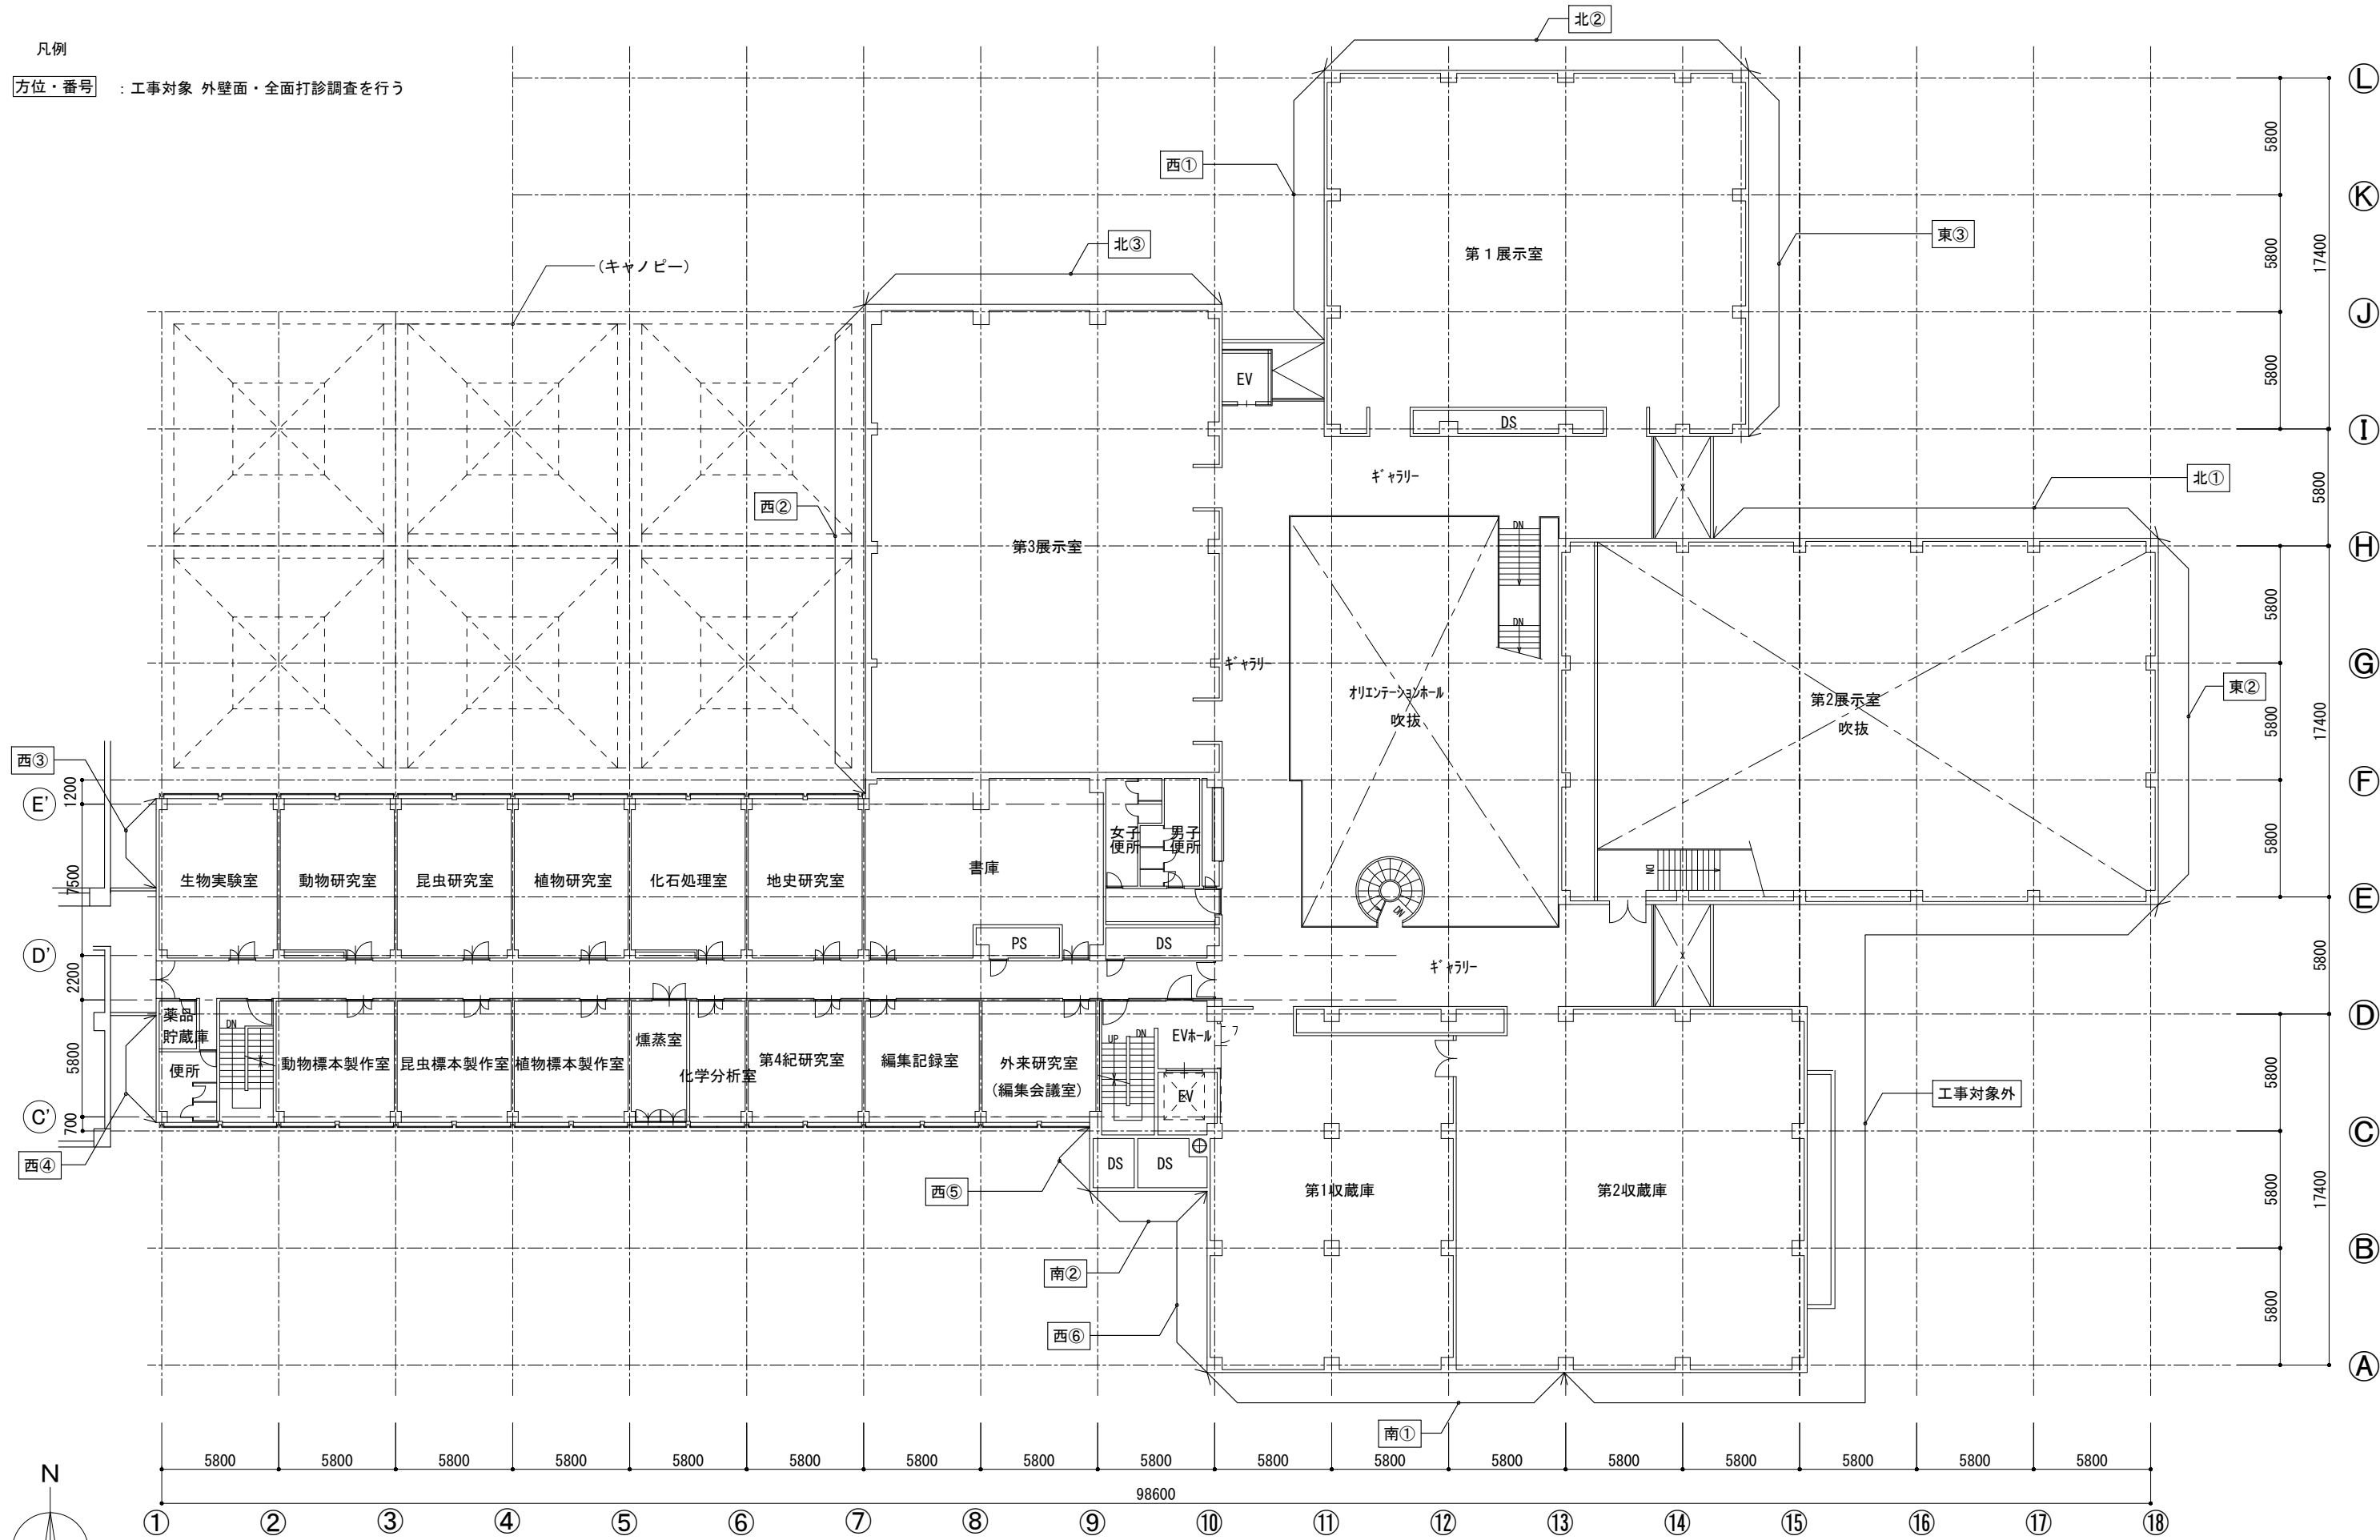 凡例
方位・番号 ：工事対象 外壁面・全面打診調査を行う
北②
西①
東③
北③
(キャノピー)
第１展示室
EV
DS
ギャラリー
北①
西②
第3展示室
DN
DN
ギャラリー
オリエンテーションホール
吹抜
第2展示室
吹抜
東②
西③
女子
便所
男子
便所
生物実験室
動物研究室
昆虫研究室
植物研究室
化石処理室
地史研究室
書庫
DN
DN
PS
DS
ギャラリー
薬品
貯蔵庫
便所
DN
動物標本製作室
昆虫標本製作室
植物標本製作室
燻蒸室
化学分析室
第4紀研究室
編集記録室
外来研究室
(編集会議室)
UP
DN
EVホール
EV
工事対象外
西④
西⑤
DS
DS
第1収蔵庫
第2収蔵庫
南②
西⑥
南①
Ⓛ
Ⓚ
Ⓙ
Ⓘ
Ⓗ
Ⓖ
Ⓕ
Ⓔ
Ⓓ
Ⓒ
Ⓑ
Ⓐ
5800
5800
5800
17400
5800
5800
5800
5800
17400
5800
5800
5800
5800
17400
E'
D'
C'
1200
7500
2200
5800
700
5800 5800 5800 5800 5800 5800 5800 5800 5800 5800 5800 5800 5800 5800 5800 5800 5800
98600
① ② ③ ④ ⑤ ⑥ ⑦ ⑧ ⑨ ⑩ ⑪ ⑫ ⑬ ⑭ ⑮ ⑯ ⑰ ⑱
N